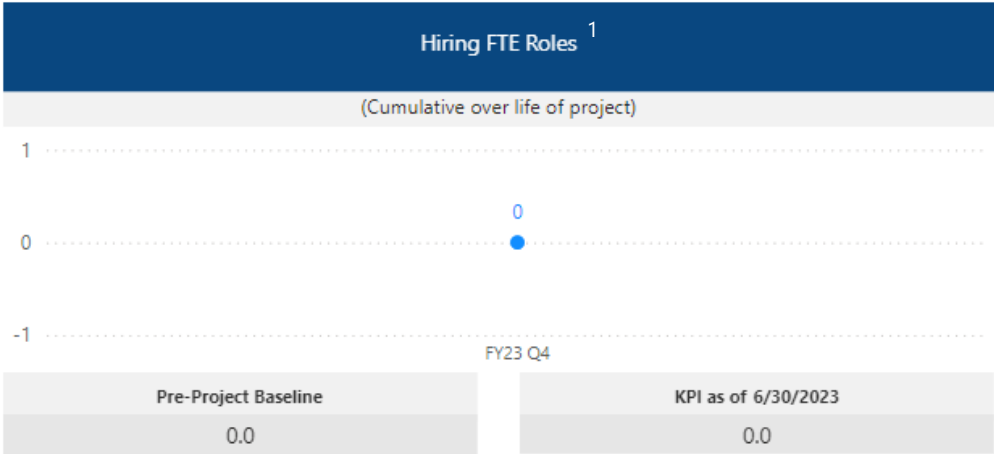 Hiring FTE Roles 1
(Cumulative over life of project)
1
0
0
-1
FY23 Q4
Pre-Project Baseline
KPI as of 6/30/2023
0.0
0.0